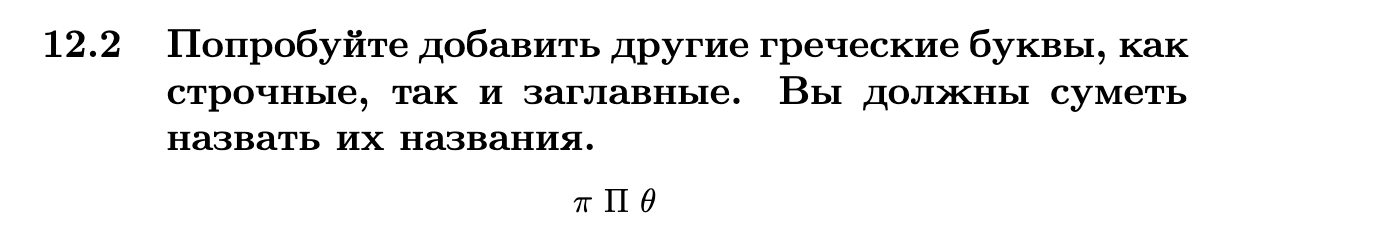 12.2 Попробуйте добавить другие греческие буквы, как
строчные, так и заглавные. Вы должны суметь
назвать их названия.
π Π θ